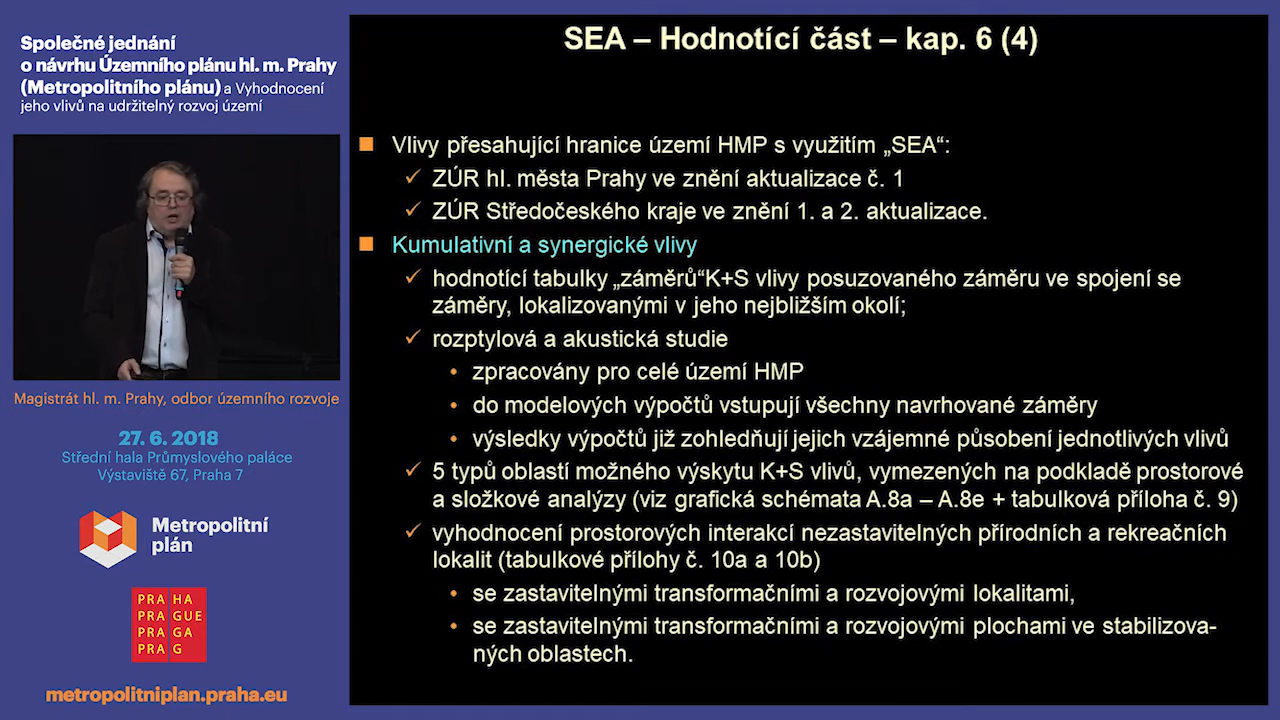 Společné jednání
o návrhu Územního plánu hl. m. Prahy
(Metropolitního plánu) a Vyhodnocení
jeho vlivů na udržitelný rozvoj území
Magistrát hl. m. Prahy, odbor územního rozvoje
27. 6. 2018
Střední hala Průmyslového paláce
Výstaviště 67, Praha 7
Metropolitní
plán
PRA HA
PRA GUE
PRA GA
PRA G
metropolitniplan.praha.eu
SEA – Hodnotící část – kap. 6 (4)
Vlivy přesahující hranice území HMP s využitím „SEA“:
ZÚR hl. města Prahy ve znění aktualizace č. 1
ZÚR Středočeského kraje ve znění 1. a 2. aktualizace.
Kumulativní a synergické vlivy
hodnotící tabulky „záměrů“K+S vlivy posuzovaného záměru ve spojení se
záměry, lokalizovanými v jeho nejbližším okolí;
rozptylová a akustická studie
zpracovány pro celé území HMP
do modelových výpočtů vstupují všechny navrhované záměry
výsledky výpočtů již zohledňují jejich vzájemné působení jednotlivých vlivů
5 typů oblastí možného výskytu K+S vlivů, vymezených na podkladě prostorové
a složkové analýzy (viz grafická schémata A.8a – A.8e + tabulková příloha č. 9)
vyhodnocení prostorových interakcí nezastavitelných přírodních a rekreačních
lokalit (tabulkové přílohy č. 10a a 10b)
se zastavitelnými transformačními a rozvojovými lokalitami,
se zastavitelnými transformačními a rozvojovými plochami ve stabilizova-
ných oblastech.